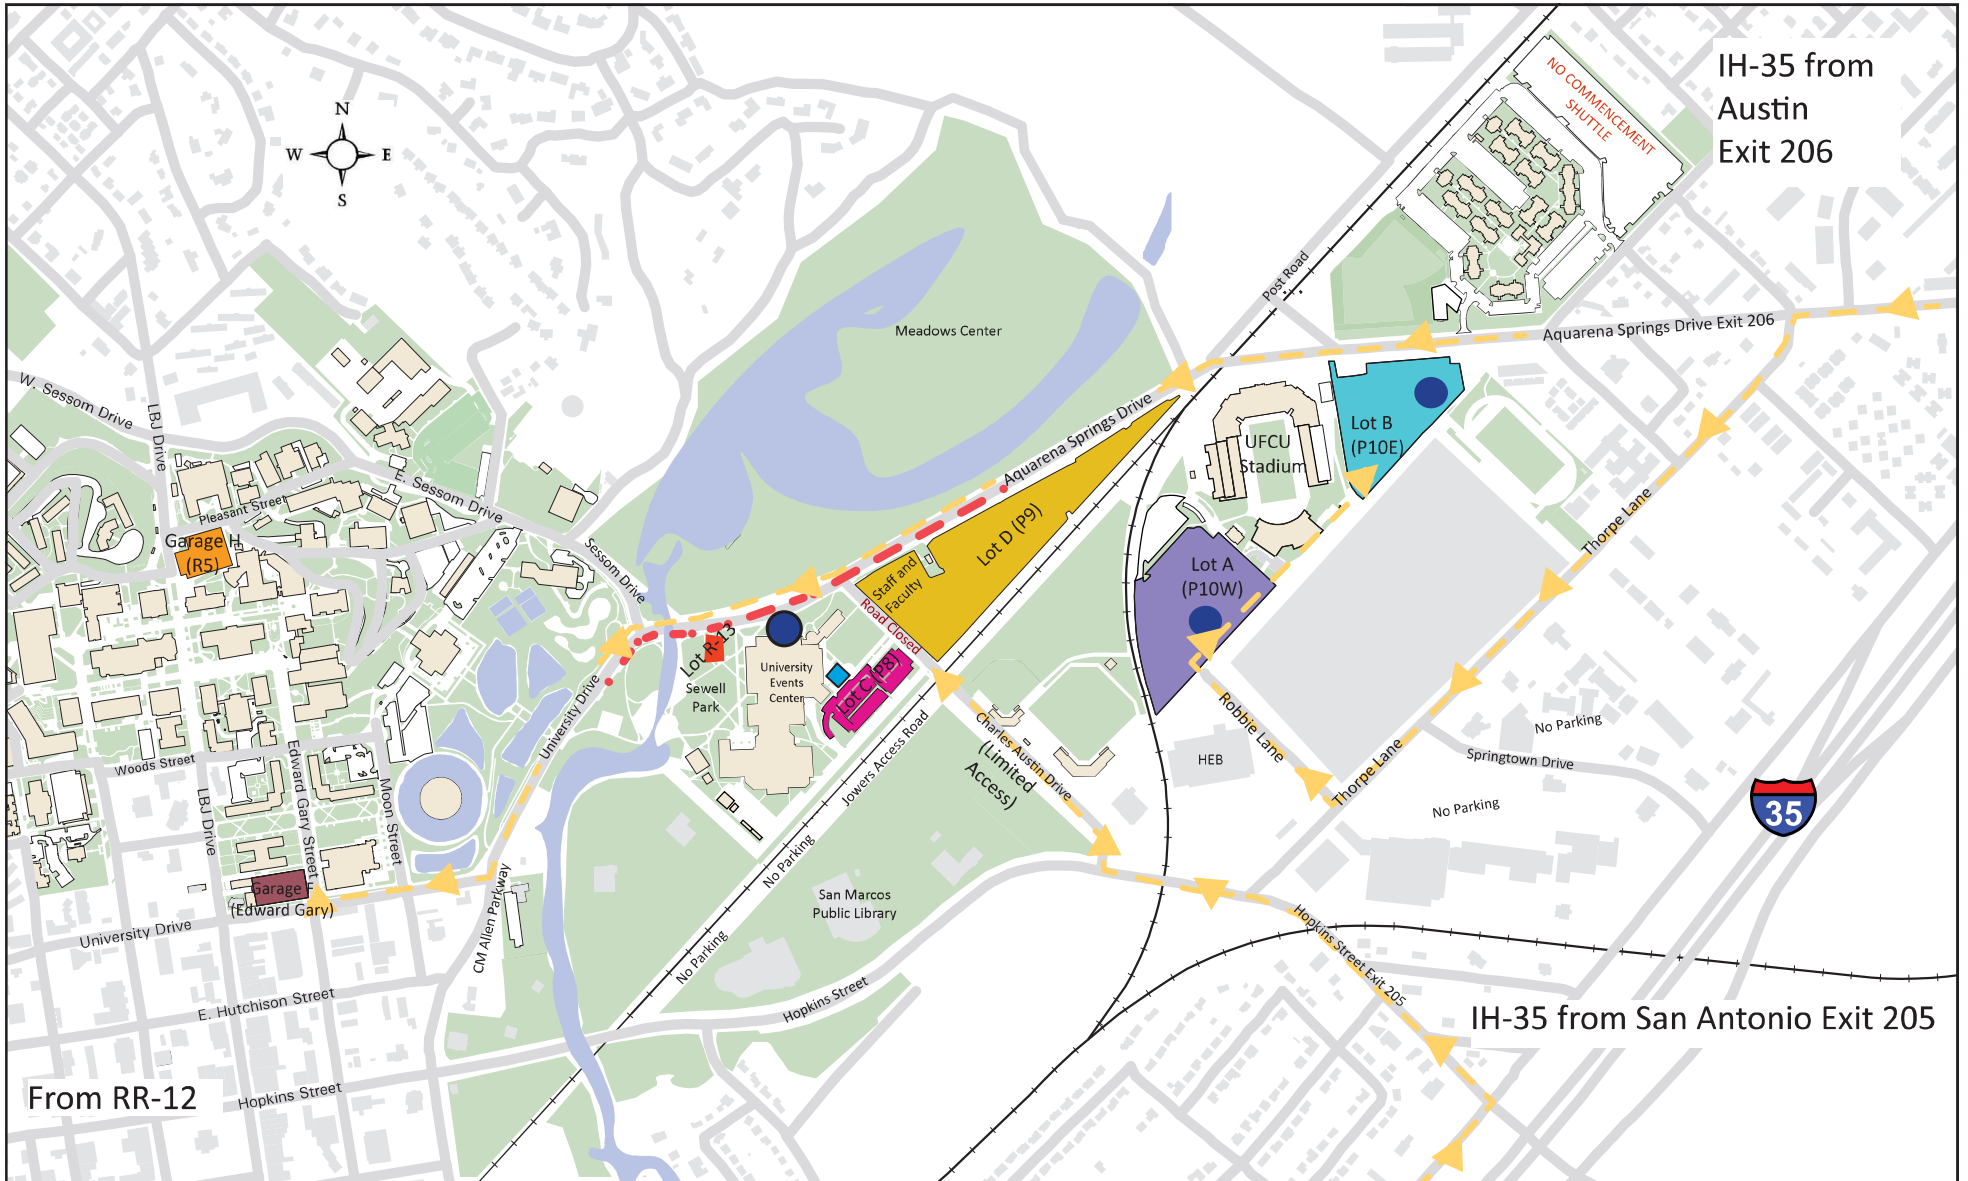 IH-35 from
Austin
Exit 206
NO COMMENCEMENT
SHUTTLE
N
W
E
S
Post Road
Meadows Center
Aquarena Springs Drive Exit 206
W. Sessom Drive
LBJ Drive
Aquarena Springs Drive
UFCU
Stadium
Lot B
(P10E)
E. Sessom Drive
Pleasant Street
Garage H
(R5)
Sessom Drive
Lot D (P9)
Thorpe Lane
Staff and
Faculty
Road Closed
Lot A
(P10W)
Lot R-13
University
Events
Center
Sewell
Park
Lot C (P8)
University Drive
Robbie Lane
Charles Austin Drive
(Limited
Access)
No Parking
Springtown Drive
HEB
Jowers Access Road
Thorpe Lane
No Parking
35
Woods Street
Edward Gary Street
Moon Street
LBJ Drive
No Parking
Garage F
(Edward Gary)
San Marcos
Public Library
CM Allen Parkway
University Drive
No Parking
Hopkins Street Exit 205
E. Hutchison Street
Hopkins Street
IH-35 from San Antonio Exit 205
From RR-12
Hopkins Street